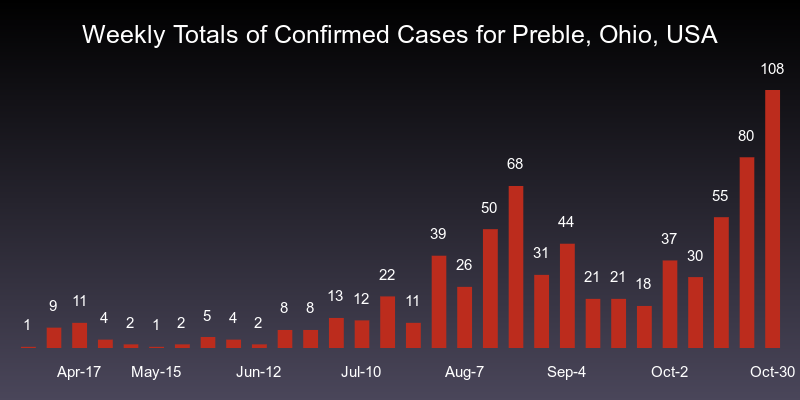 Weekly Totals of Confirmed Cases for Preble, Ohio, USA
1 9 11 4 2 1 2 5 4 2 8 8 13 12 22 11 39 26 50 68 31 44 21 21 18 37 30 55 80 108
Apr-17 May-15 Jun-12 Jul-10 Aug-7 Sep-4 Oct-2 Oct-30